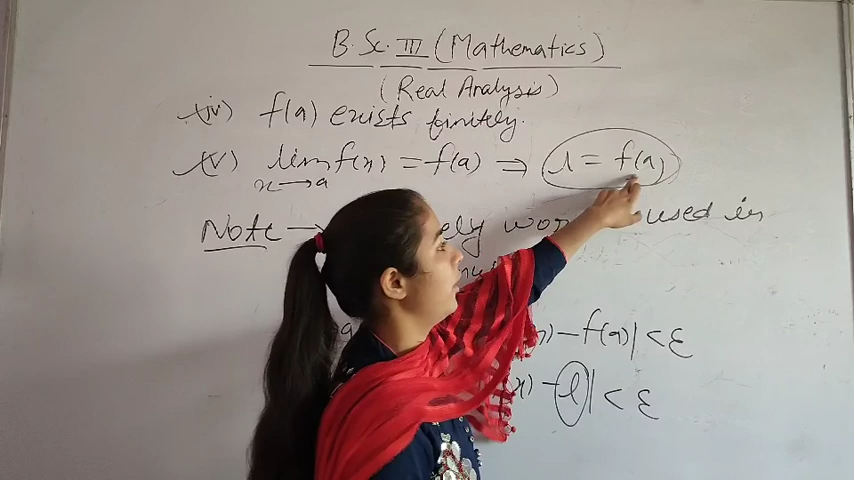 B.Sc.III (Mathematics)
(Real Analysis)
(iv) f(a) exists finitely.
(v) lim f(x) = f(a) ⇒ l = f(a)
x→a
Note → used in
- f(a)| < ε
x) - l| < ε